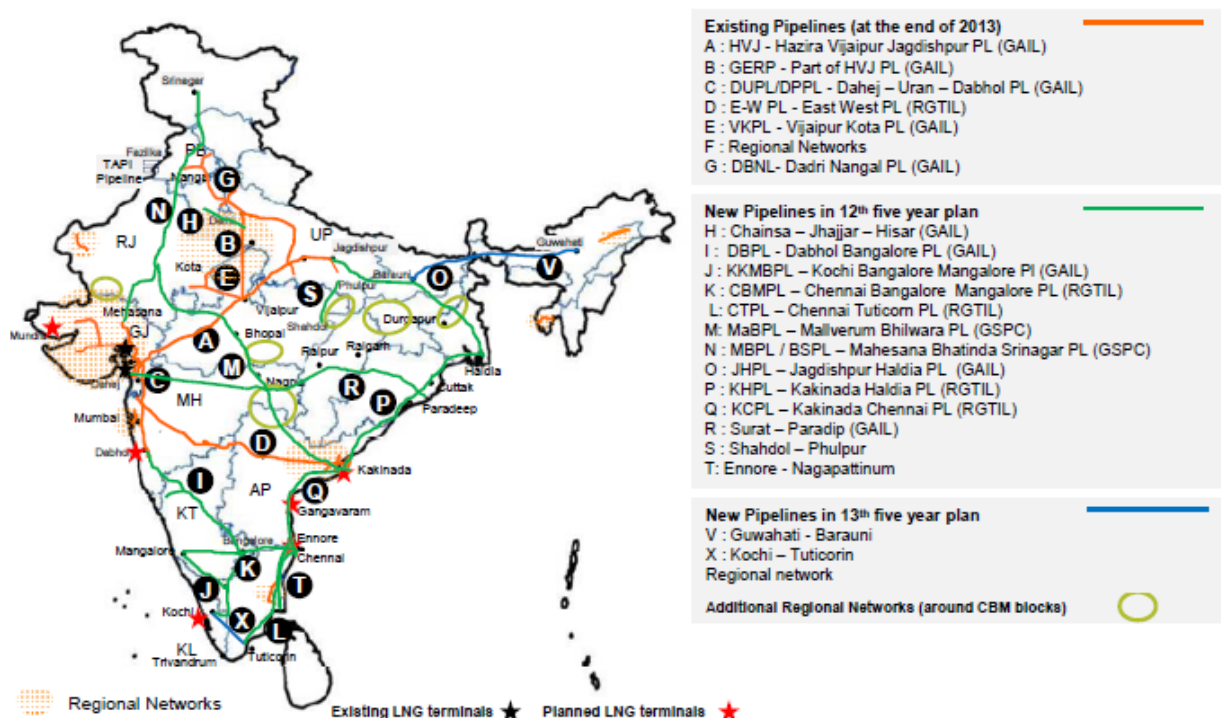 Srinagar
Fazilka
TAPI
Pipeline
PB
Nangal
G
N
H
Delhi
RJ
B
UP
Jagdishpur
Guwahati
Kota
E
Barauni
O
V
Phulpur
S
Vijaipur
Mehasana
Shahdol
Durgapur
Mundra
GJ
A
Bhopal
Raipur
Raigarh
M
Haldia
Dahej
C
Nagpur
R
Cuttak
MH
P
Paradeep
Mumbai
D
Dabhol
Kakinada
I
AP
Q
Gangavaram
KT
Bangalore
Ennore
Mangalore
Chennai
K
J
T
Kochi
X
L
KL
Tuticorin
Trivandrum
Regional Networks
Existing LNG terminals
Planned LNG terminals
Existing Pipelines (at the end of 2013)
A : HVJ - Hazira Vijaipur Jagdishpur PL (GAIL)
B : GERP - Part of HVJ PL (GAIL)
C : DUPL/DPPL - Dahej – Uran – Dabhol PL (GAIL)
D : E-W PL - East West PL (RGTIL)
E : VKPL - Vijaipur Kota PL (GAIL)
F : Regional Networks
G : DBNL- Dadri Nangal PL (GAIL)
New Pipelines in 12th five year plan
H : Chainsa – Jhajjar – Hisar (GAIL)
I : DBPL - Dabhol Bangalore PL (GAIL)
J : KKMBPL – Kochi Bangalore Mangalore Pl (GAIL)
K : CBMPL – Chennai Bangalore Mangalore PL (RGTIL)
L: CTPL – Chennai Tuticorn PL (RGTIL)
M: MaBPL – Mallverum Bhilwara PL (GSPC)
N : MBPL / BSPL – Mahesana Bhatinda Srinagar PL (GSPC)
O : JHPL – Jagdishpur Haldia PL (GAIL)
P : KHPL – Kakinada Haldia PL (RGTIL)
Q : KCPL – Kakinada Chennai PL (RGTIL)
R : Surat – Paradip (GAIL)
S : Shahdol – Phulpur
T: Ennore - Nagapattinum
New Pipelines in 13th five year plan
V : Guwahati - Barauni
X : Kochi – Tuticorin
Regional network
Additional Regional Networks (around CBM blocks)